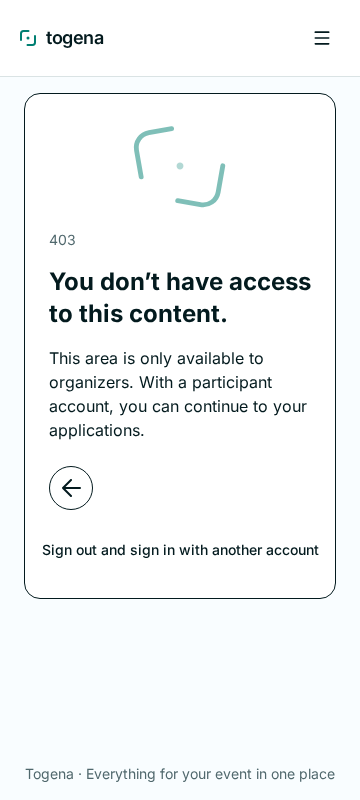 togena
403
You don’t have access
to this content.
This area is only available to
organizers. With a participant
account, you can continue to your
applications.
Sign out and sign in with another account
Togena · Everything for your event in one place